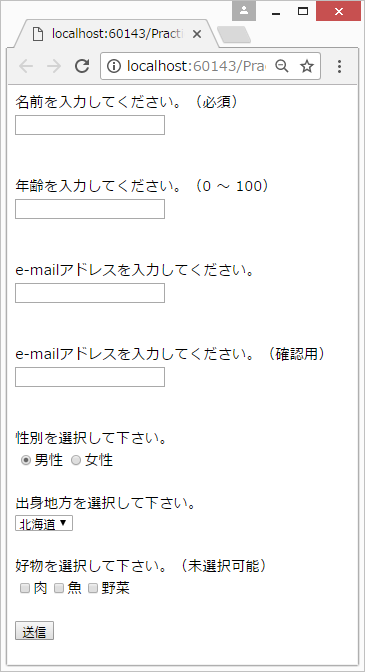 localhost:60143/Practi
localhost:60143/Prac
名前を入力してください。（必須）
年齢を入力してください。（0 ～ 100）
e-mailアドレスを入力してください。
e-mailアドレスを入力してください。（確認用）
性別を選択して下さい。
男性 女性
出身地方を選択して下さい。
北海道
好物を選択して下さい。（未選択可能）
肉 魚 野菜
送信